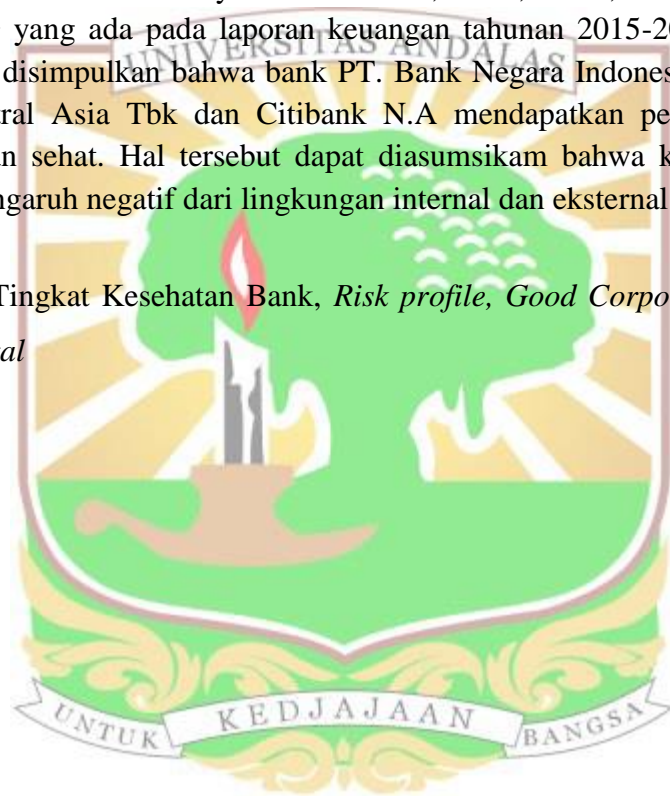 yang ada pada laporan keuangan tahunan 2015-2
UNIVERSITAS ANDALAS
disimpulkan bahwa bank PT. Bank Negara Indones
tral Asia Tbk dan Citibank N.A mendapatkan pe
n sehat. Hal tersebut dapat diasumsikam bahwa k
ngaruh negatif dari lingkungan internal dan eksternal
Tingkat Kesehatan Bank, Risk profile, Good Corpo
al
UNTUK KEDJAJAAN BANGSA